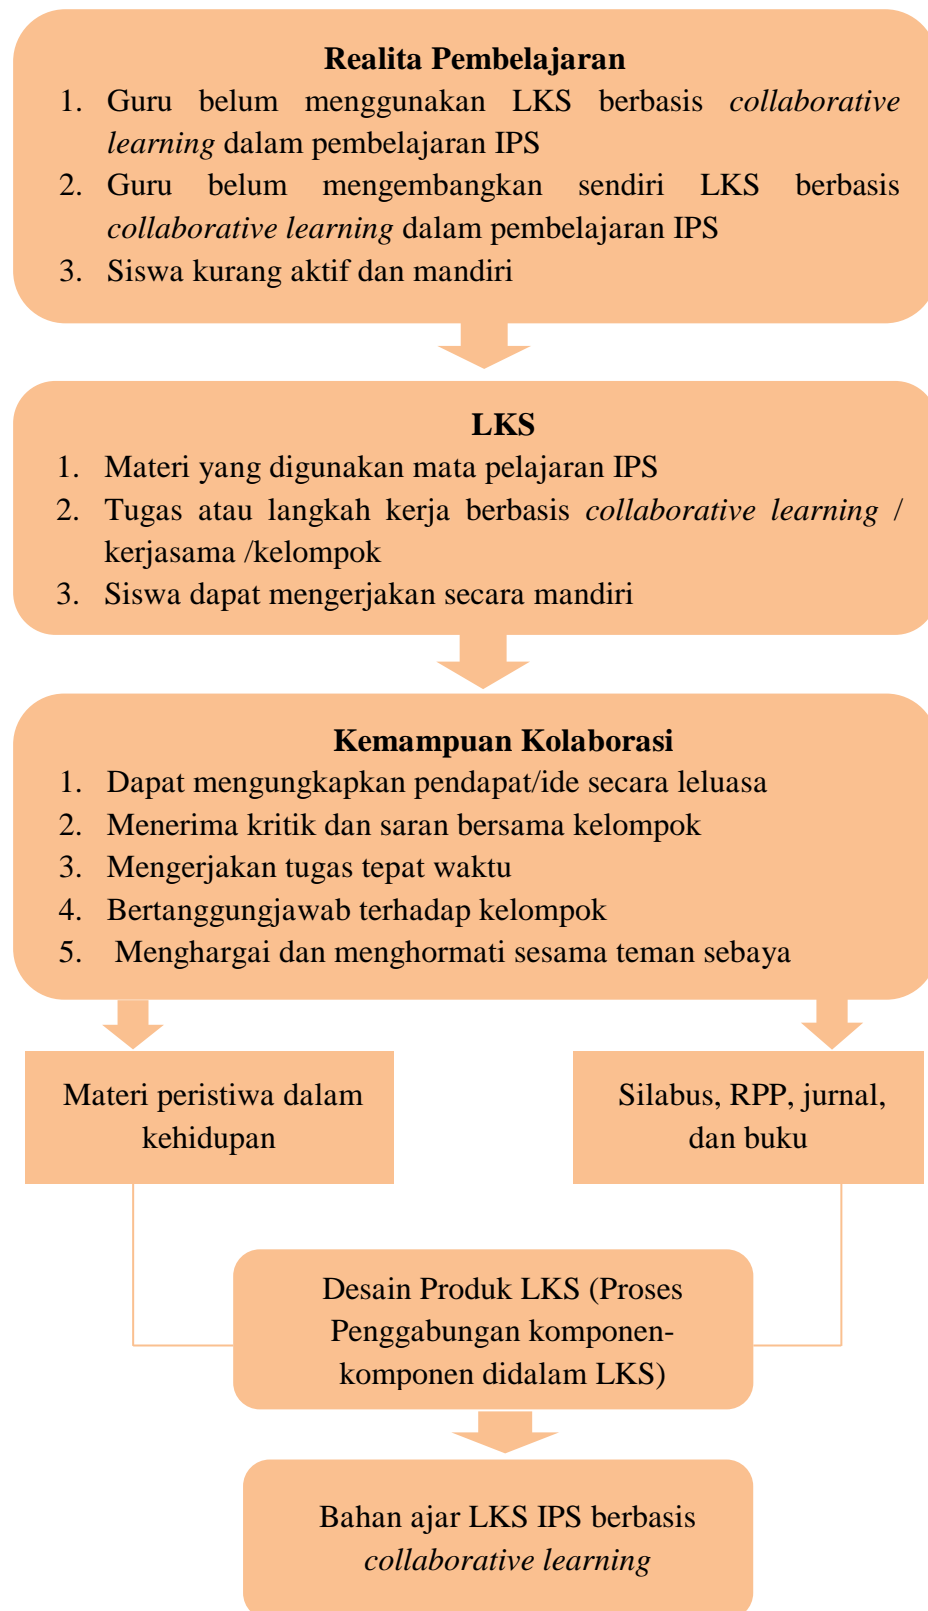 Realita Pembelajaran
1. Guru belum menggunakan LKS berbasis collaborative
learning dalam pembelajaran IPS
2. Guru belum mengembangkan sendiri LKS berbasis
collaborative learning dalam pembelajaran IPS
3. Siswa kurang aktif dan mandiri
LKS
1. Materi yang digunakan mata pelajaran IPS
2. Tugas atau langkah kerja berbasis collaborative learning /
kerjasama /kelompok
3. Siswa dapat mengerjakan secara mandiri
Kemampuan Kolaborasi
1. Dapat mengungkapkan pendapat/ide secara leluasa
2. Menerima kritik dan saran bersama kelompok
3. Mengerjakan tugas tepat waktu
4. Bertanggungjawab terhadap kelompok
5. Menghargai dan menghormati sesama teman sebaya
Materi peristiwa dalam
kehidupan
Silabus, RPP, jurnal,
dan buku
Desain Produk LKS (Proses
Penggabungan komponen-
komponen didalam LKS)
Bahan ajar LKS IPS berbasis
collaborative learning